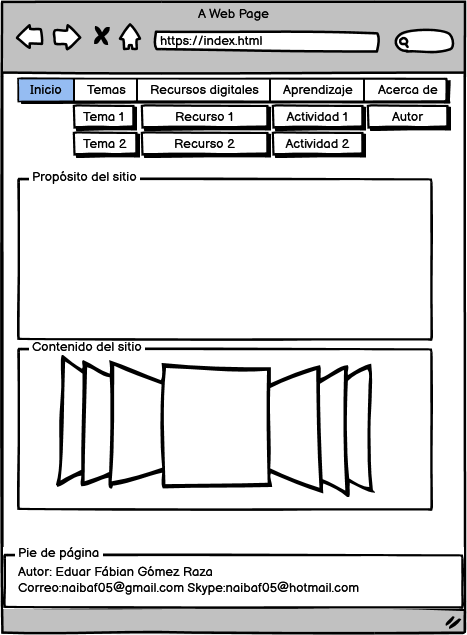 A Web Page
https://index.html
Inicio Temas Recursos digitales Aprendizaje Acerca de
Tema 1 Recurso 1 Actividad 1 Autor
Tema 2 Recurso 2 Actividad 2
Propósito del sitio
Contenido del sitio
Pie de página
Autor: Eduar Fábian Gómez Raza
Correo:naibaf05@gmail.com Skype:naibaf05@hotmail.com